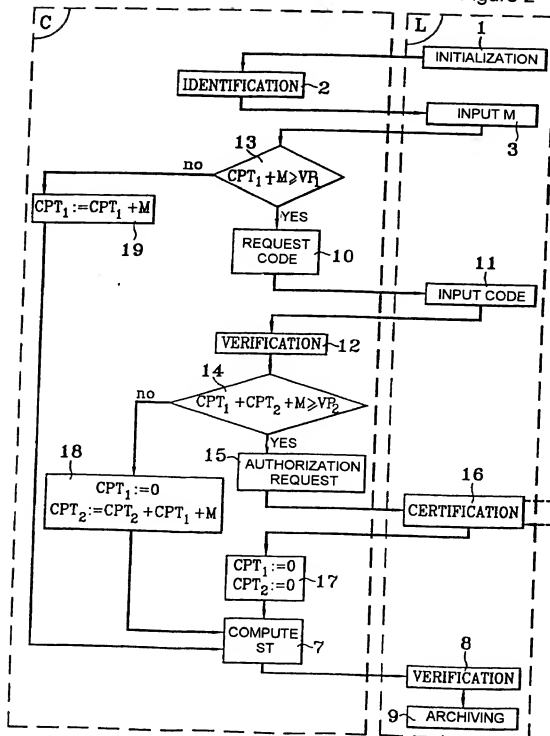 Figure 2
C
L
1
INITIALIZATION
IDENTIFICATION
2
INPUT M
3
13
no
CPT₁+M⩾VP₁
YES
CPT₁:=CPT₁+M
19
REQUEST
CODE
10
11
INPUT CODE
VERIFICATION
12
14
no
CPT₁+CPT₂+M⩾VP₂
YES
15
AUTHORIZATION
REQUEST
18
CPT₁:=0
CPT₂:=CPT₂+CPT₁+M
16
CERTIFICATION
CPT₁:=0
CPT₂:=0
17
COMPUTE
ST
7
8
VERIFICATION
9
ARCHIVING